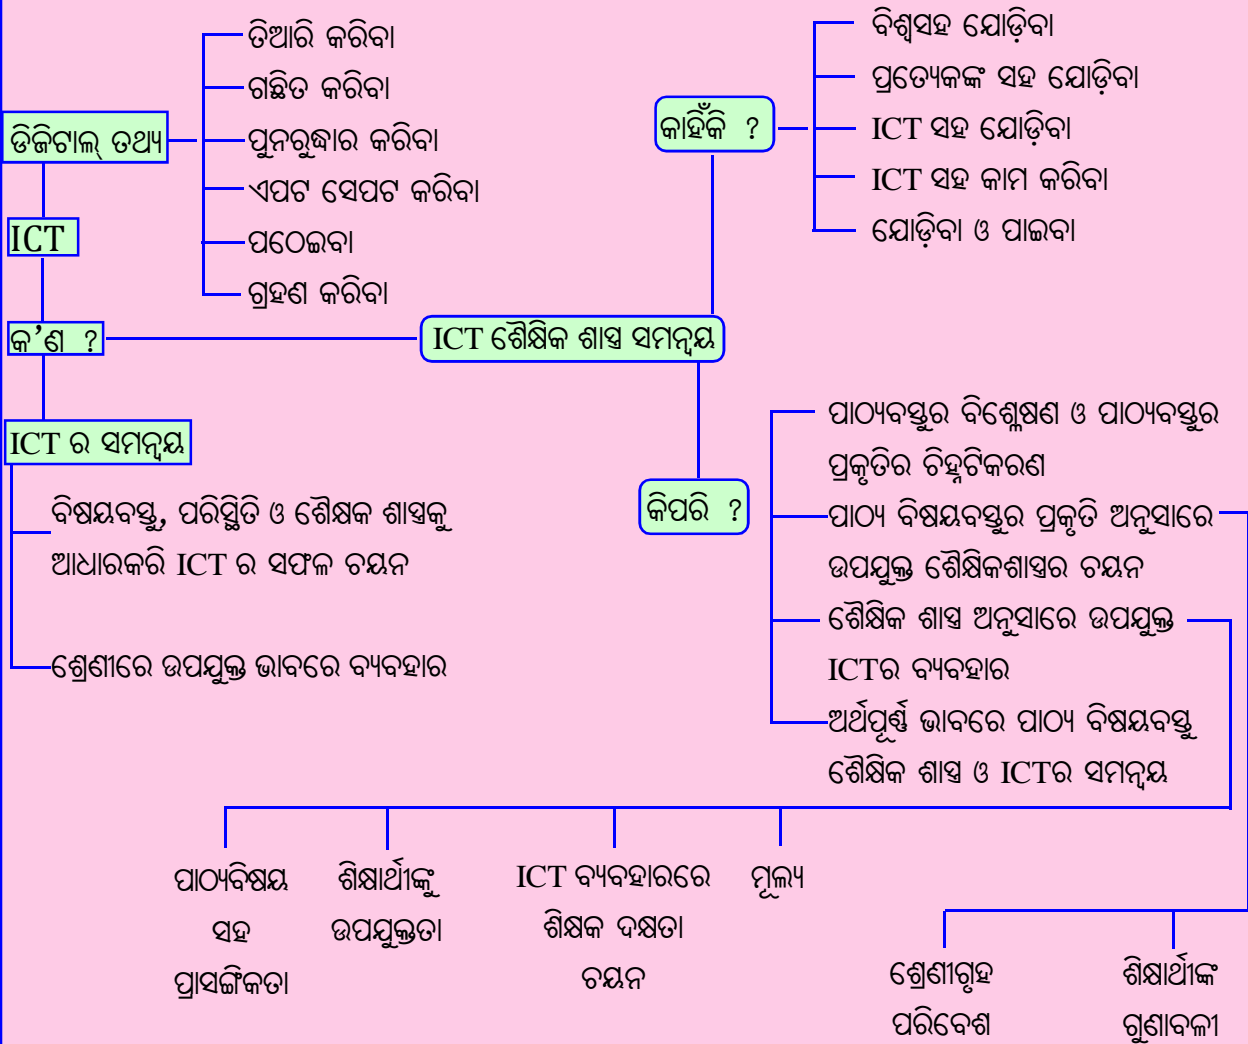 ଡିଜିଟାଲ୍ ତଥ୍ୟ
ତିଆରି କରିବା
ଗଛିତ କରିବା
ପୁନରୁଦ୍ଧାର କରିବା
ଏପଟ ସେପଟ କରିବା
ପଠେଇବା
ଗ୍ରହଣ କରିବା
ICT
କ'ଣ ?
ICT ଶୈକ୍ଷିକ ଶାସ୍ତ୍ର ସମନ୍ୱୟ
କାହିଁକି ?
ବିଶ୍ୱସହ ଯୋଡ଼ିବା
ପ୍ରତ୍ୟେକଙ୍କ ସହ ଯୋଡ଼ିବା
ICT ସହ ଯୋଡ଼ିବା
ICT ସହ କାମ କରିବା
ଯୋଡ଼ିବା ଓ ପାଇବା
ICT ର ସମନ୍ୱୟ
ବିଷୟବସ୍ତୁ, ପରିସ୍ଥିତି ଓ ଶୈକ୍ଷକ ଶାସ୍ତ୍ରକୁ
ଆଧାରକରି ICT ର ସଫଳ ଚୟନ
ଶ୍ରେଣୀରେ ଉପଯୁକ୍ତ ଭାବରେ ବ୍ୟବହାର
କିପରି ?
ପାଠ୍ୟବସ୍ତୁର ବିଶ୍ଳେଷଣ ଓ ପାଠ୍ୟବସ୍ତୁର
ପ୍ରକୃତିର ଚିହ୍ନଟିକରଣ
ପାଠ୍ୟ ବିଷୟବସ୍ତୁର ପ୍ରକୃତି ଅନୁସାରେ
ଉପଯୁକ୍ତ ଶୈକ୍ଷିକଶାସ୍ତ୍ରର ଚୟନ
ଶୈକ୍ଷିକ ଶାସ୍ତ୍ର ଅନୁସାରେ ଉପଯୁକ୍ତ
ICTର ବ୍ୟବହାର
ଅର୍ଥପୂର୍ଣ୍ଣ ଭାବରେ ପାଠ୍ୟ ବିଷୟବସ୍ତୁ
ଶୈକ୍ଷିକ ଶାସ୍ତ୍ର ଓ ICTର ସମନ୍ୱୟ
ପାଠ୍ୟବିଷୟ
ସହ
ପ୍ରାସଙ୍ଗିକତା
ଶିକ୍ଷାର୍ଥୀଙ୍କୁ
ଉପଯୁକ୍ତତା
ICT ବ୍ୟବହାରରେ
ଶିକ୍ଷକ ଦକ୍ଷତା
ଚୟନ
ମୂଲ୍ୟ
ଶ୍ରେଣୀଗୃହ
ପରିବେଶ
ଶିକ୍ଷାର୍ଥୀଙ୍କ
ଗୁଣାବଳୀ